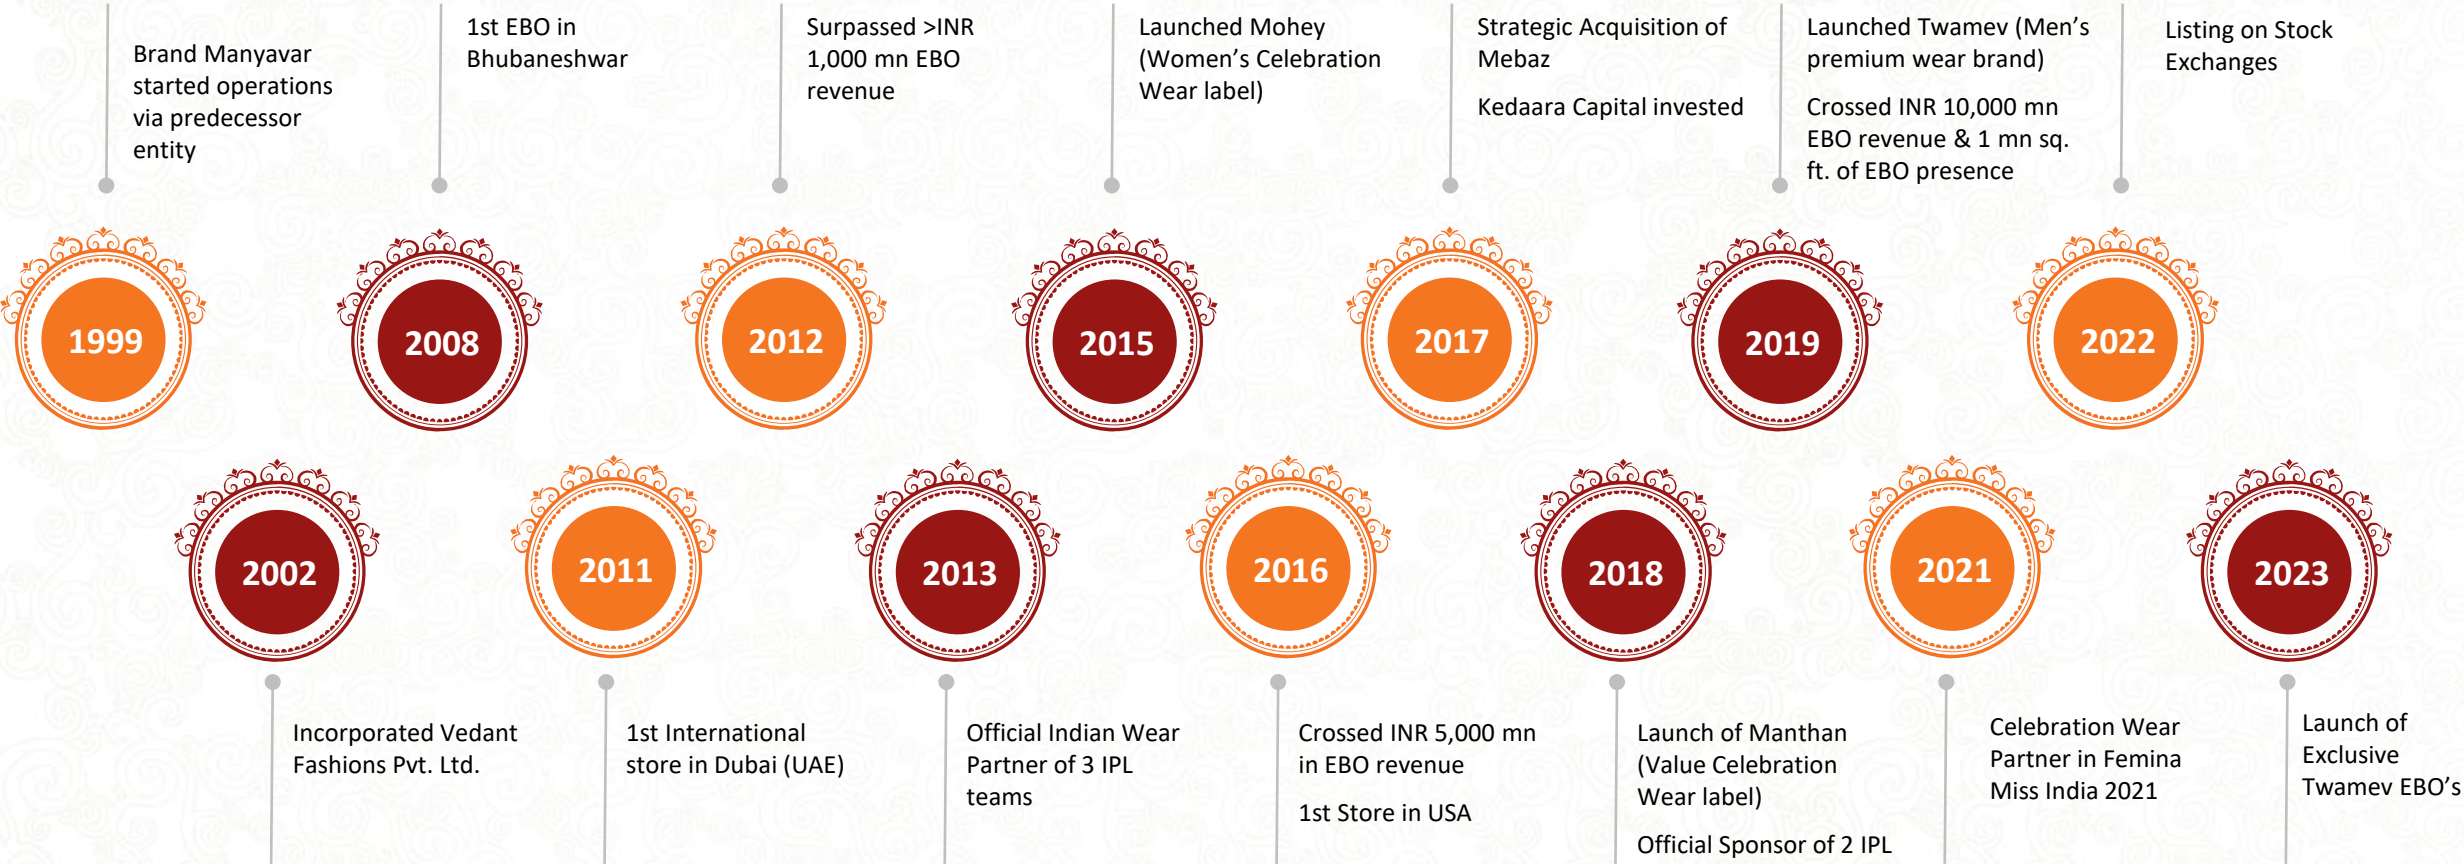 Brand Manyavar
started operations
via predecessor
entity
1st EBO in
Bhubaneshwar
Surpassed >INR
1,000 mn EBO
revenue
Launched Mohey
(Women's Celebration
Wear label)
Strategic Acquisition of
Mebaz
Kedaara Capital invested
Launched Twamev (Men's
premium wear brand)
Crossed INR 10,000 mn
EBO revenue & 1 mn sq.
ft. of EBO presence
Listing on Stock
Exchanges
1999
2008
2012
2015
2017
2019
2022
2002
2011
2013
2016
2018
2021
2023
Incorporated Vedant
Fashions Pvt. Ltd.
1st International
store in Dubai (UAE)
Official Indian Wear
Partner of 3 IPL
teams
Crossed INR 5,000 mn
in EBO revenue
1st Store in USA
Launch of Manthan
(Value Celebration
Wear label)
Official Sponsor of 2 IPL
Celebration Wear
Partner in Femina
Miss India 2021
Launch of
Exclusive
Twamev EBO's